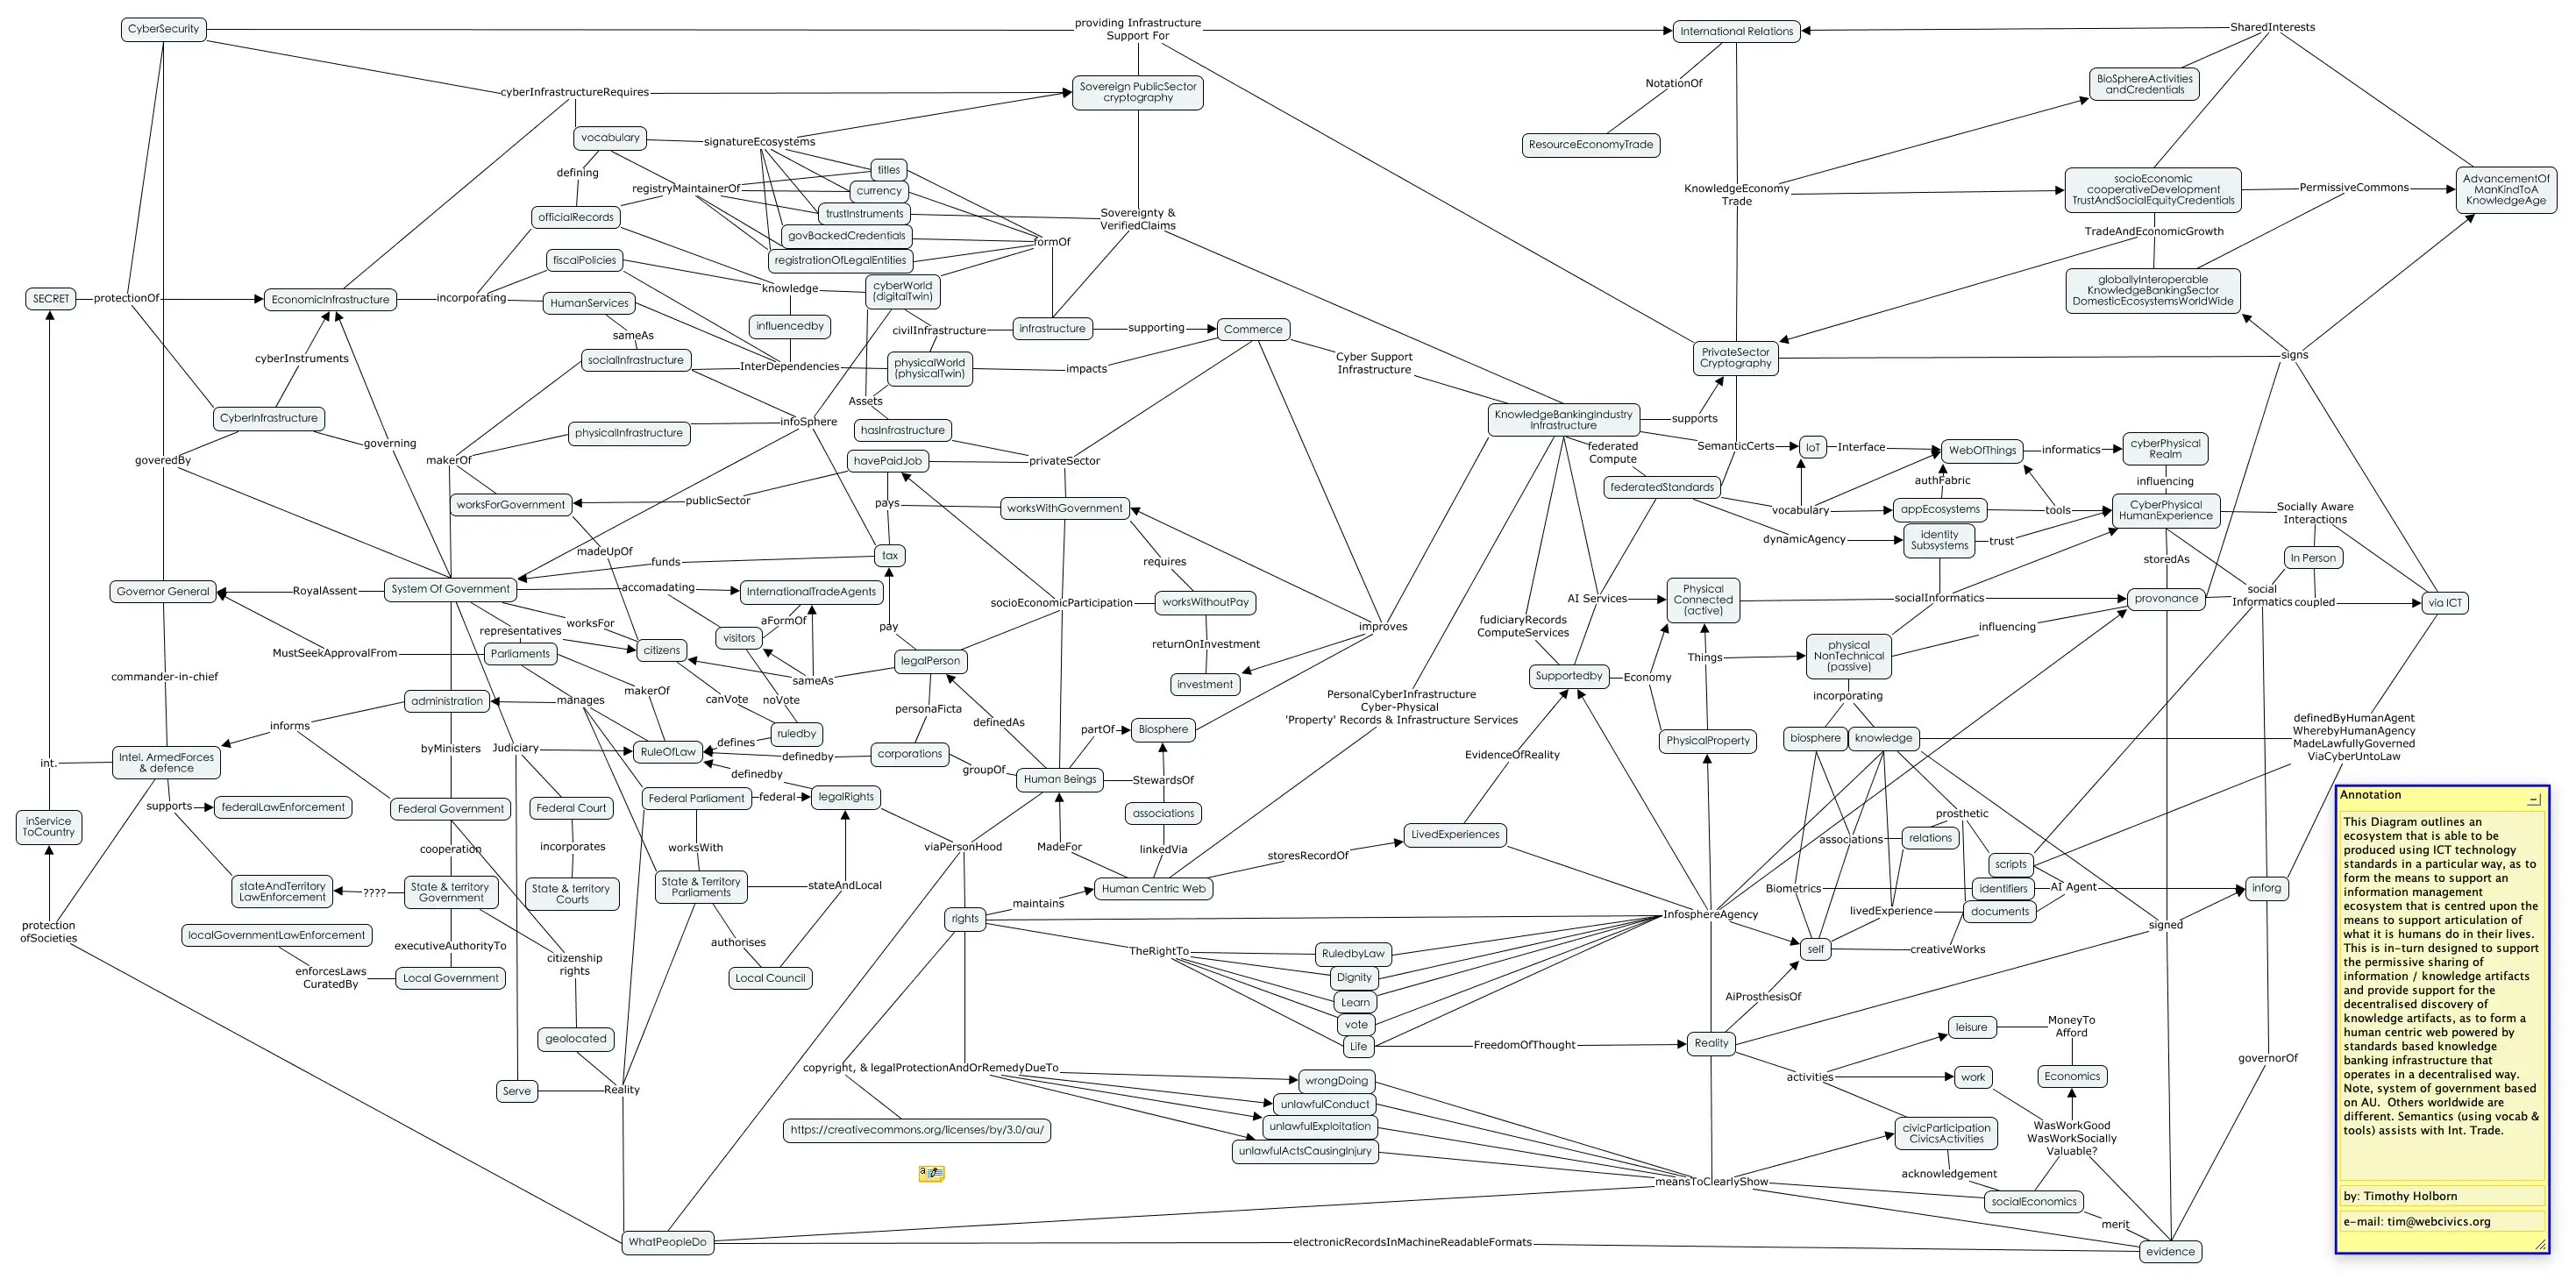 CyberSecurity
providing Infrastructure
Support For
International Relations
SharedInterests
NotationOf
BioSphereActivities
andCredentials
cyberInfrastructureRequires
Sovereign PublicSector
cryptography
vocabulary
signatureEcosystems
ResourceEconomyTrade
defining
titles
registryMaintainerOf
currency
KnowledgeEconomy
Trade
socioEconomic
cooperativeDevelopment
TrustAndSocialEquityCredentials
PermissiveCommons
AdvancementOf
ManKindToA
KnowledgeAge
officialRecords
trustInstruments
Sovereignty &
VerifiedClaims
govBackedCredentials
formOf
TradeAndEconomicGrowth
fiscalPolicies
registrationOfLegalEntities
SECRET
protectionOf
EconomicInfrastructure
incorporating
HumanServices
knowledge
cyberWorld
(digitalTwin)
globallyInteroperable
KnowledgeBankingSector
DomesticEcosystemsWorldWide
sameAs
influencedby
civilInfrastructure
infrastructure
supporting
Commerce
cyberInstruments
socialInfrastructure
InterDependencies
physicalWorld
(physicalTwin)
impacts
Cyber Support
Infrastructure
PrivateSector
Cryptography
signs
Assets
CyberInfrastructure
infoSphere
hasInfrastructure
KnowledgeBankingIndustry
Infrastructure
supports
governing
physicalInfrastructure
goveredBy
makerOf
havePaidJob
privateSector
federated
Compute
SemanticCerts
IoT
Interface
WebOfThings
informatics
cyberPhysical
Realm
authFabric
influencing
federatedStandards
worksForGovernment
publicSector
pays
worksWithGovernment
vocabulary
appEcosystems
tools
CyberPhysical
HumanExperience
Socially Aware
Interactions
madeUpOf
tax
requires
dynamicAgency
identity
Subsystems
trust
In Person
funds
storedAs
Governor General
RoyalAssent
System Of Government
accomadating
InternationalTradeAgents
socioEconomicParticipation
worksWithoutPay
AI Services
Physical
Connected
(active)
socialInformatics
provonance
social
Informatics
coupled
via ICT
representatives
worksFor
visitors
aFormOf
pay
improves
fudiciaryRecords
ComputeServices
influencing
MustSeekApprovalFrom
Parliaments
citizens
legalPerson
returnOnInvestment
Things
physical
NonTechnical
(passive)
commander-in-chief
makerOf
canVote
noVote
sameAs
investment
Supportedby
Economy
administration
manages
personaFicta
definedAs
PersonalCyberInfrastructure
Cyber-Physical
'Property' Records & Infrastructure Services
incorporating
informs
partOf
Biosphere
definedByHumanAgent
WherebyHumanAgency
MadeLawfullyGoverned
ViaCyberUntoLaw
byMinisters
Judiciary
RuleOfLaw
defines
ruledby
definedby
corporations
PhysicalProperty
biosphere
knowledge
int.
Intel. ArmedForces
& defence
definedby
groupOf
Human Beings
StewardsOf
EvidenceOfReality
supports
federalLawEnforcement
Federal Government
Federal Court
Federal Parliament
federal
legalRights
associations
prosthetic
inService
ToCountry
LivedExperiences
associations
relations
cooperation
incorporates
worksWith
viaPersonHood
MadeFor
linkedVia
storesRecordOf
scripts
stateAndTerritory
LawEnforcement
????
State & territory
Government
State & territory
Courts
State & Territory
Parliaments
stateAndLocal
Human Centric Web
Biometrics
identifiers
AI Agent
inforg
maintains
rights
InfosphereAgency
livedExperience
documents
protection
ofSocieties
localGovernmentLawEnforcement
executiveAuthorityTo
authorises
TheRightTo
RuledbyLaw
self
creativeWorks
signed
enforcesLaws
CuratedBy
Local Government
citizenship
rights
Local Council
Dignity
Learn
AiProsthesisOf
vote
geolocated
Life
FreedomOfThought
Reality
leisure
MoneyTo
Afford
governorOf
copyright, & legalProtectionAndOrRemedyDueTo
wrongDoing
activities
work
Economics
Serve
Reality
unlawfulConduct
https://creativecommons.org/licenses/by/3.0/au/
unlawfulExploitation
civicParticipation
CivicsActivities
WasWorkGood
WasWorkSocially
Valuable?
unlawfulActsCausingInjury
acknowledgement
meansToClearlyShow
socialEconomics
merit
WhatPeopleDo
electronicRecordsInMachineReadableFormats
evidence
Annotation
This Diagram outlines an
ecosystem that is able to be
produced using ICT technology
standards in a particular way, as to
form the means to support an
information management
ecosystem that is centred upon the
means to support articulation of
what it is humans do in their lives.
This is in-turn designed to support
the permissive sharing of
information / knowledge artifacts
and provide support for the
decentralised discovery of
knowledge artifacts, as to form a
human centric web powered by
standards based knowledge
banking infrastructure that
operates in a decentralised way.
Note, system of government based
on AU.  Others worldwide are
different. Semantics (using vocab &
tools) assists with Int. Trade.
by: Timothy Holborn
e-mail: tim@webcivics.org